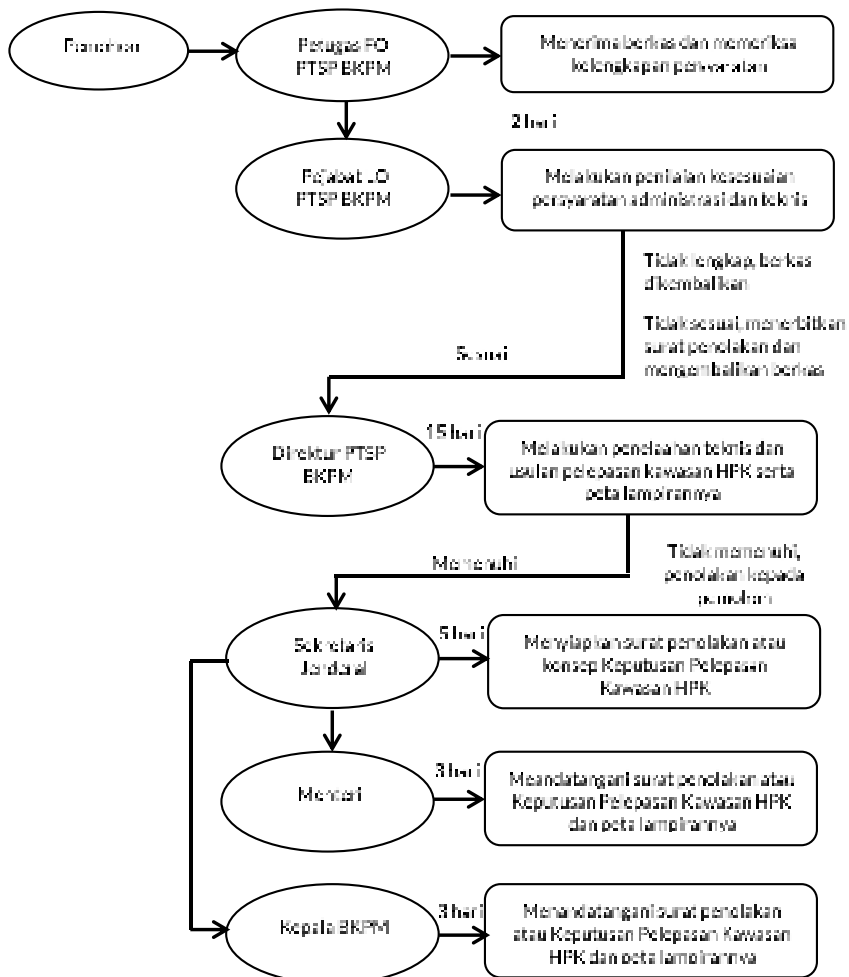 Pemohon
Petugas FO
PTSP BKPM
Menerima berkas dan memeriksa
kelengkapan persyaratan
2 hari
Pejabat LO
PTSP BKPM
Melakukan penilaian kesesuaian
persyaratan administrasi dan teknis
Tidak lengkap, berkas
dikembalikan
Tidak sesuai, menerbitkan
surat penolakan dan
mengembalikan berkas
Sesuai
Direktur PTSP
BKPM
15 hari
Melakukan penelaahan teknis dan
usulan pelepasan kawasan HPK serta
peta lampirannya
Memenuhi
Tidak memenuhi,
penolakan kepada
pemohon
Sekretaris
Jenderal
5 hari
Menyiapkan surat penolakan atau
konsep Keputusan Pelepasan
Kawasan HPK
Menteri
3 hari
Meandatangani surat penolakan atau
Keputusan Pelepasan Kawasan HPK
dan peta lampirannya
Kepala BKPM
3 hari
Menandatangani surat penolakan
atau Keputusan Pelepasan Kawasan
HPK dan peta lampirannya